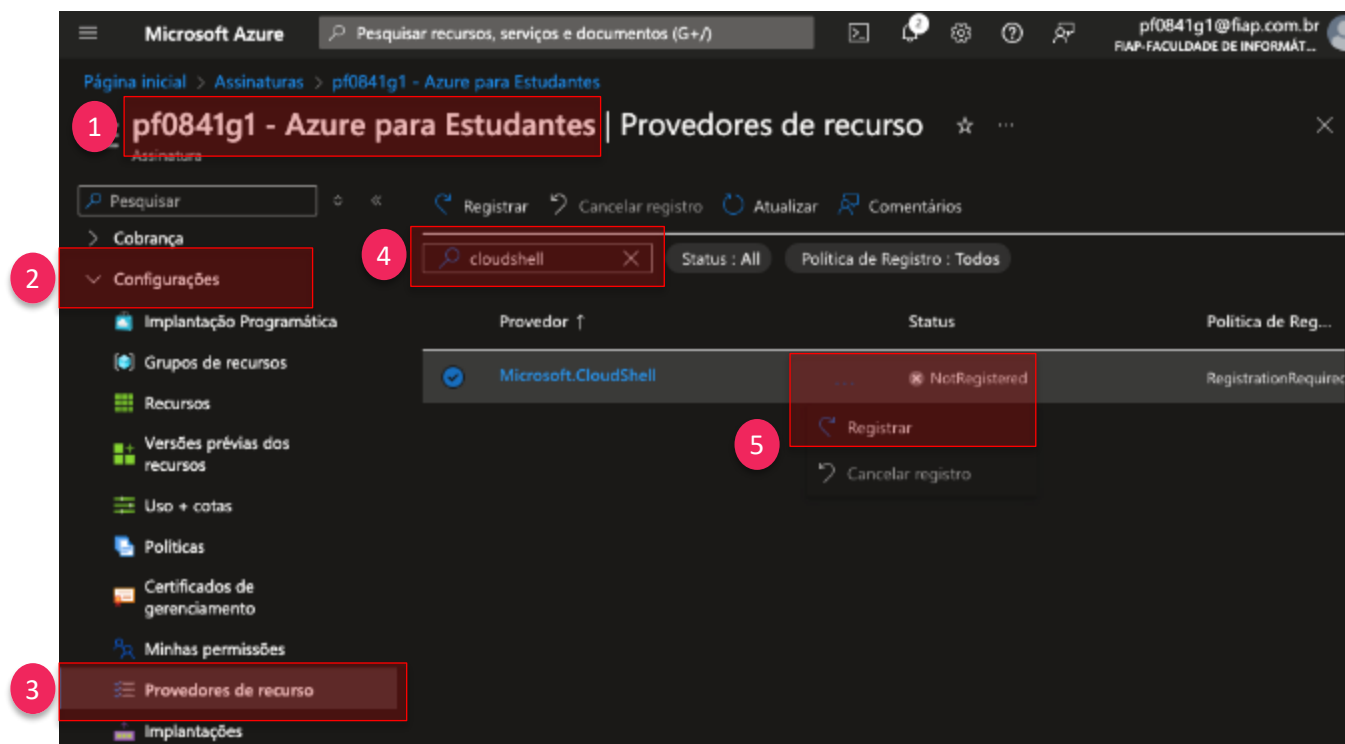 Microsoft Azure
Pesquisar recursos, serviços e documentos (G+/)
2
pf0841g1@fiap.com.br
FIAP-FACULDADE DE INFORMÁT...
Página inicial > Assinaturas > pf0841g1 - Azure para Estudantes
1
pf0841g1 - Azure para Estudantes | Provedores de recurso
Assinatura
Pesquisar
Registrar
Cancelar registro
Atualizar
Comentários
Cobrança
4
cloudshell
Status : All
Política de Registro : Todos
2
Configurações
Implantação Programática
Provedor ↑
Status
Política de Reg...
Grupos de recursos
Microsoft.CloudShell
...
NotRegistered
RegistrationRequired
Recursos
5
Registrar
Versões prévias dos
recursos
Cancelar registro
Uso + cotas
Políticas
Certificados de
gerenciamento
Minhas permissões
3
Provedores de recurso
Implantações